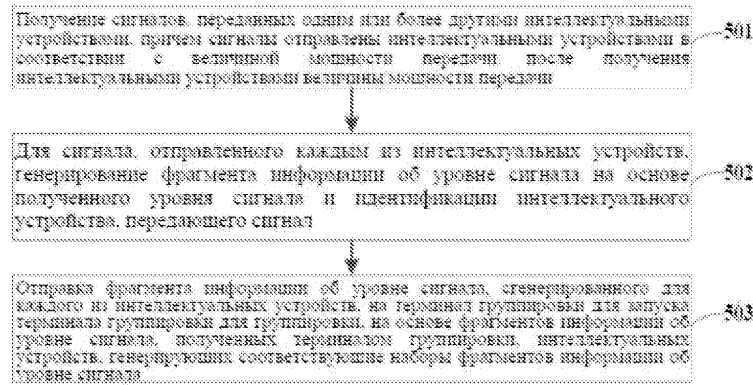 Получение сигналов, переданных одним или более другими интеллектуальными
устройствами, причем сигналы отправлены интеллектуальными устройствами в
соответствии с величиной мощности передачи после получения
интеллектуальными устройствами величины мощности передачи
501
Для сигнала, отправленного каждым из интеллектуальных устройств,
генерирование фрагмента информации об уровне сигнала на основе
полученного уровня сигнала и идентификации интеллектуального
устройства, передающего сигнал
502
Отправка фрагмента информации об уровне сигнала, сгенерированного для
каждого из интеллектуальных устройств, на терминал группировки для запуска
терминала группировки для группировки, на основе фрагментов информации об
уровне сигнала, полученных терминалом группировки, интеллектуальных
устройств, генерирующих соответствующие наборы фрагментов информации об
уровне сигнала
503